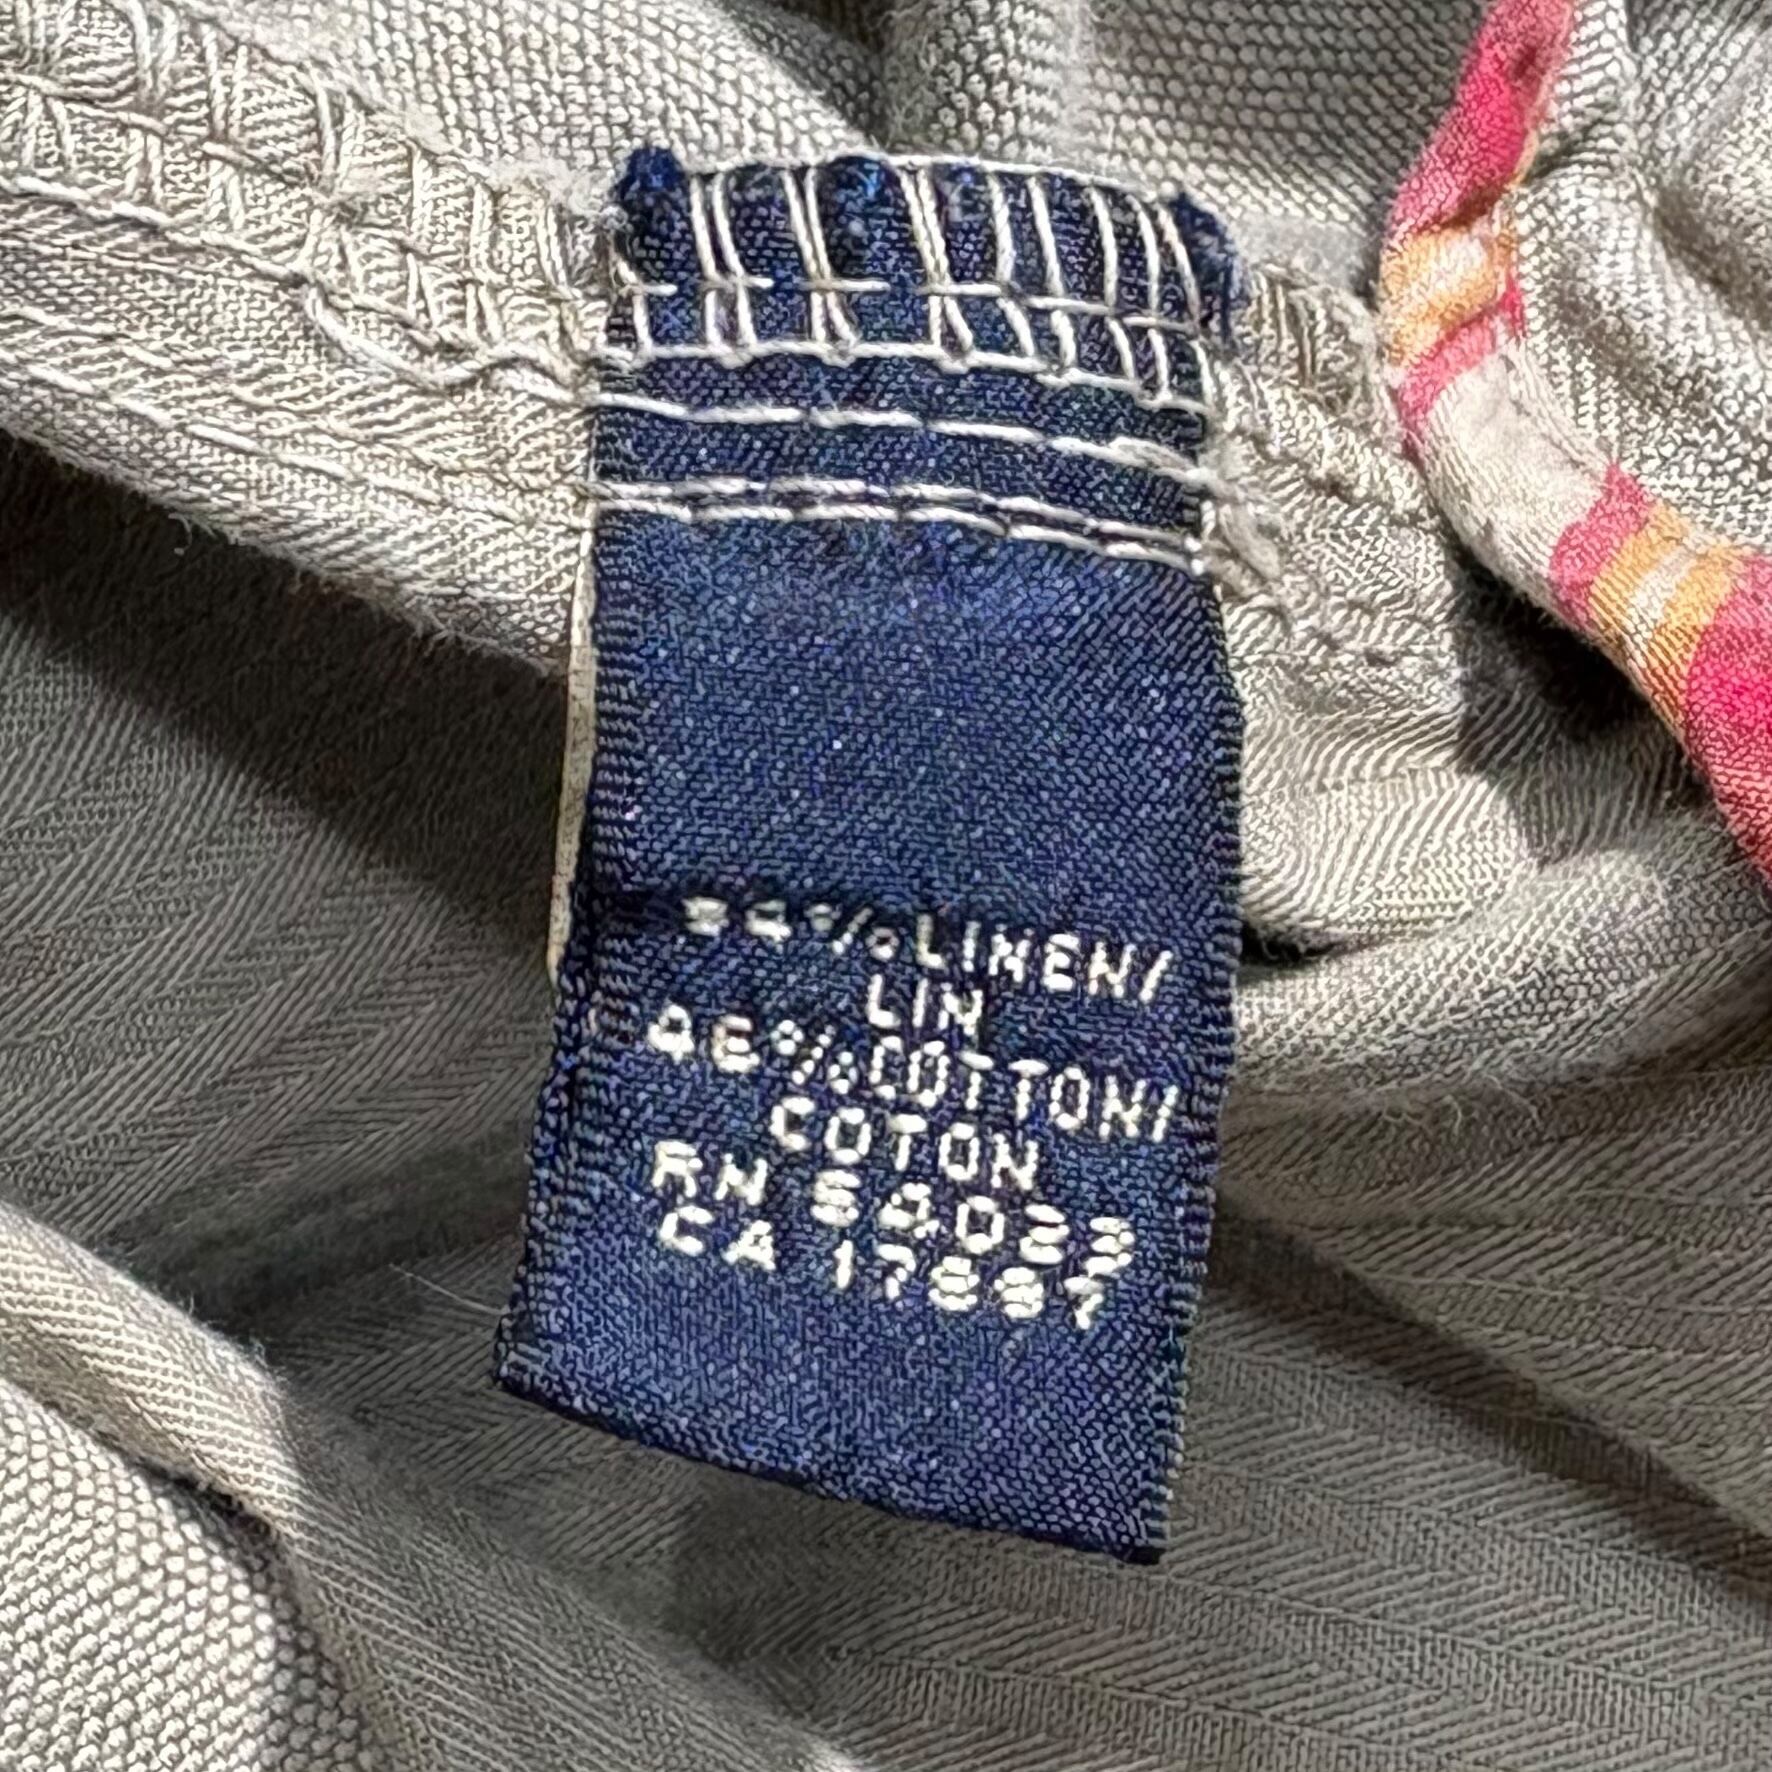 54% LINEN/
LIN
46% COTTON/
COTON
RN 54023
CA 17897